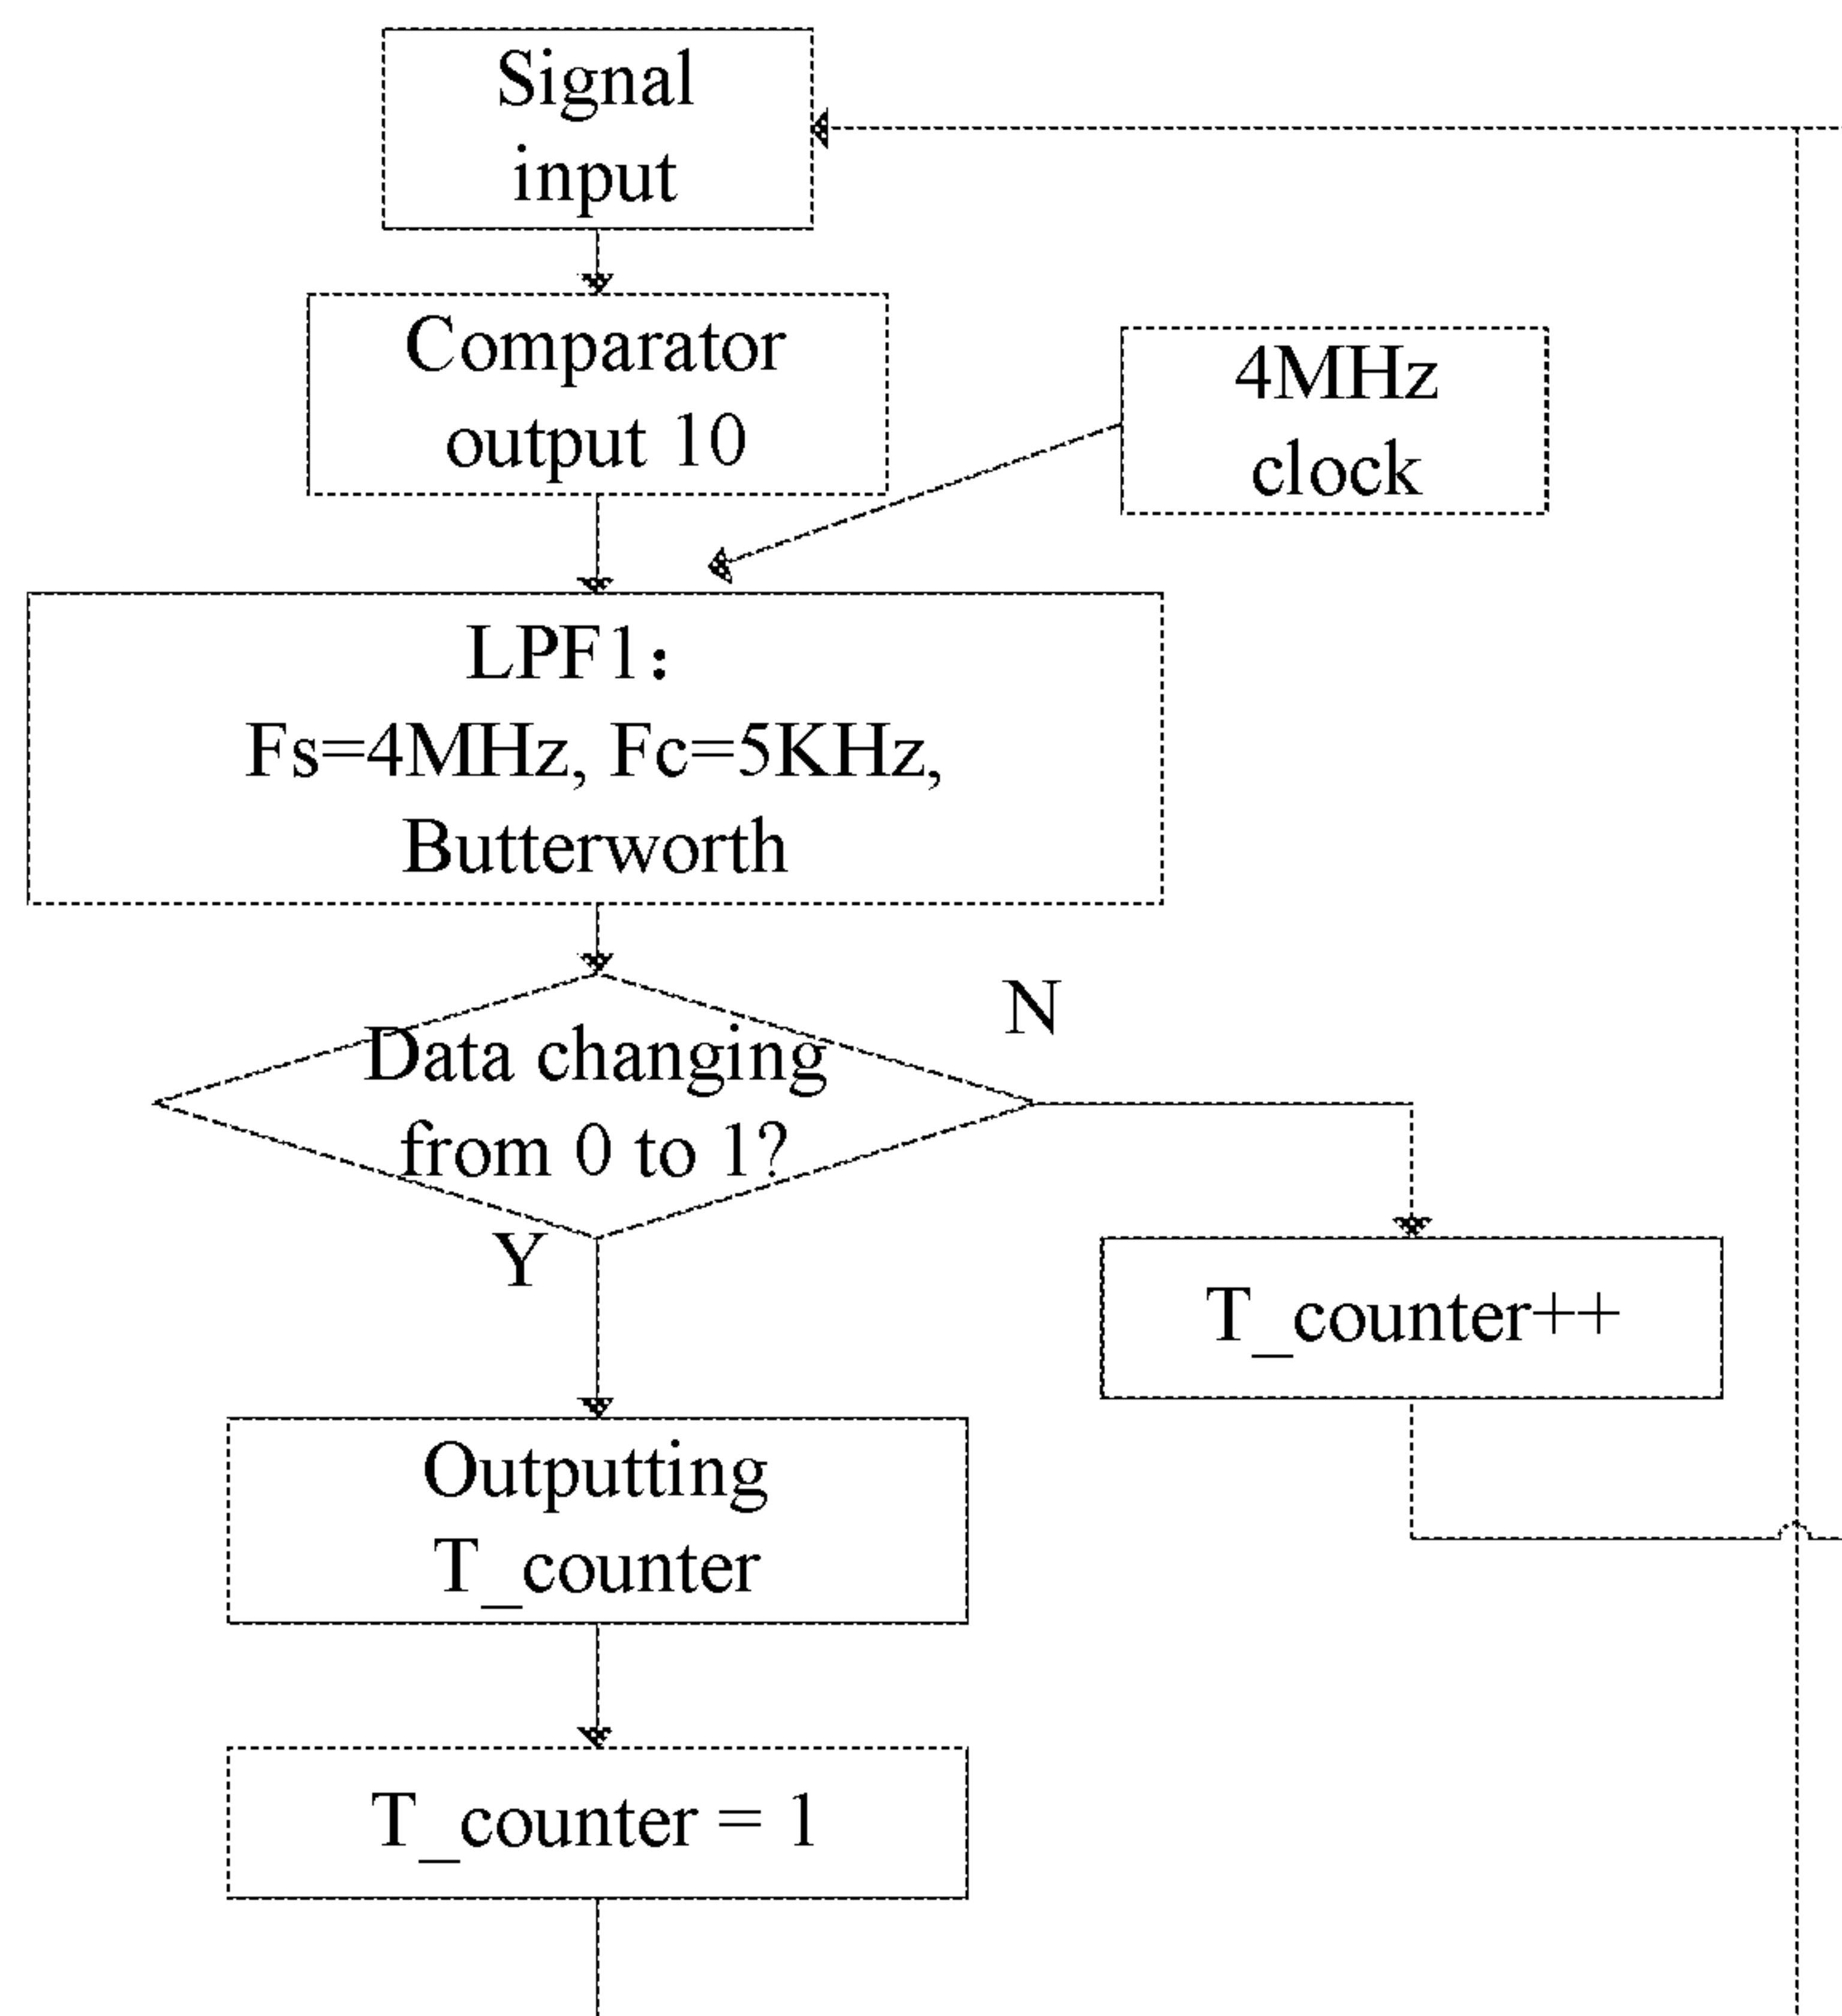 Signal
input
Comparator
output 10
4MHz
clock
LPF1:
Fs=4MHz, Fc=5KHz,
Butterworth
N
Data changing
from 0 to 1?
Y
T_counter++
Outputting
T_counter
T_counter = 1